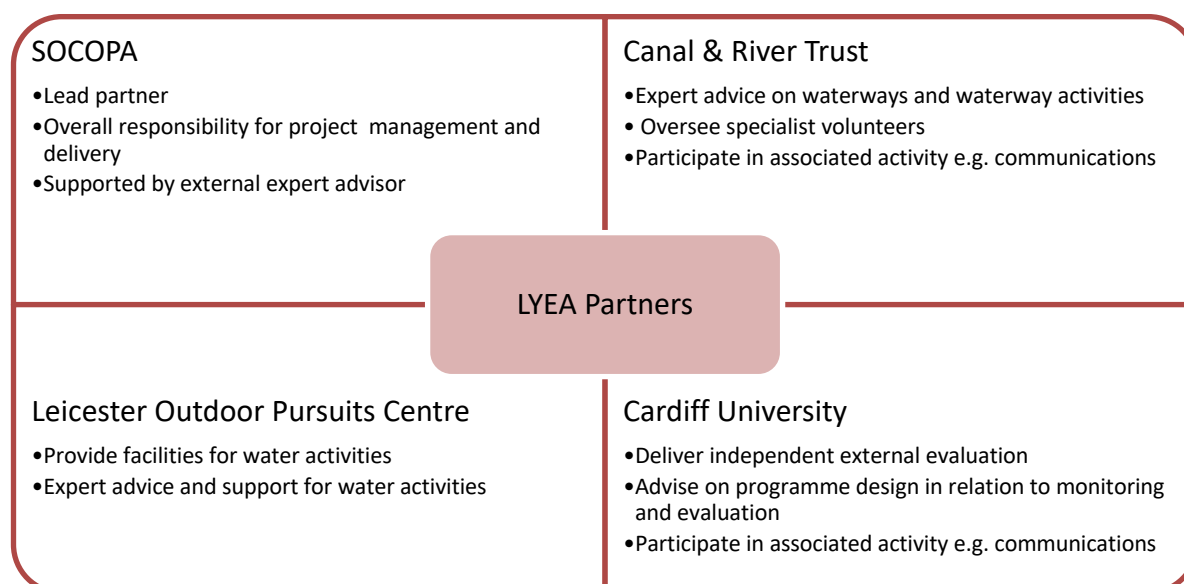 SOCOPA
•Lead partner
•Overall responsibility for project  management and
delivery
•Supported by external expert advisor
Canal & River Trust
•Expert advice on waterways and waterway activities
• Oversee specialist volunteers
•Participate in associated activity e.g. communications
LYEA Partners
Leicester Outdoor Pursuits Centre
•Provide facilities for water activities
•Expert advice and support for water activities
Cardiff University
•Deliver independent external evaluation
•Advise on programme design in relation to monitoring
and evaluation
•Participate in associated activity e.g. communications